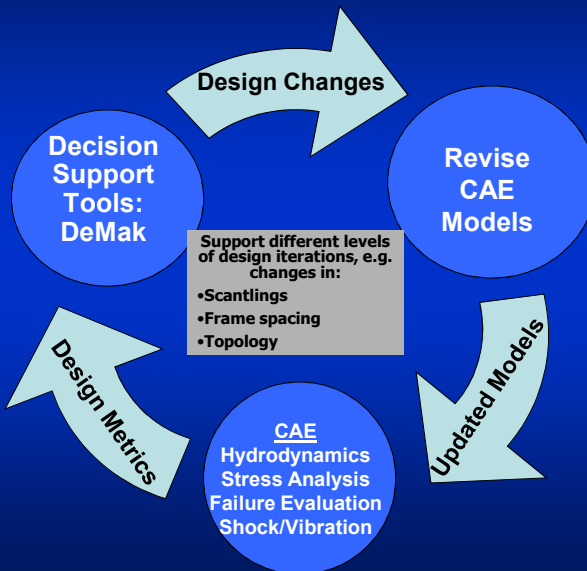 Design Changes
Decision
Support
Tools:
DeMak
Revise
CAE
Models
Support different levels
of design iterations, e.g.
changes in:
•Scantlings
•Frame spacing
•Topology
Updated Models
CAE
Hydrodynamics
Stress Analysis
Failure Evaluation
Shock/Vibration
Design Metrics